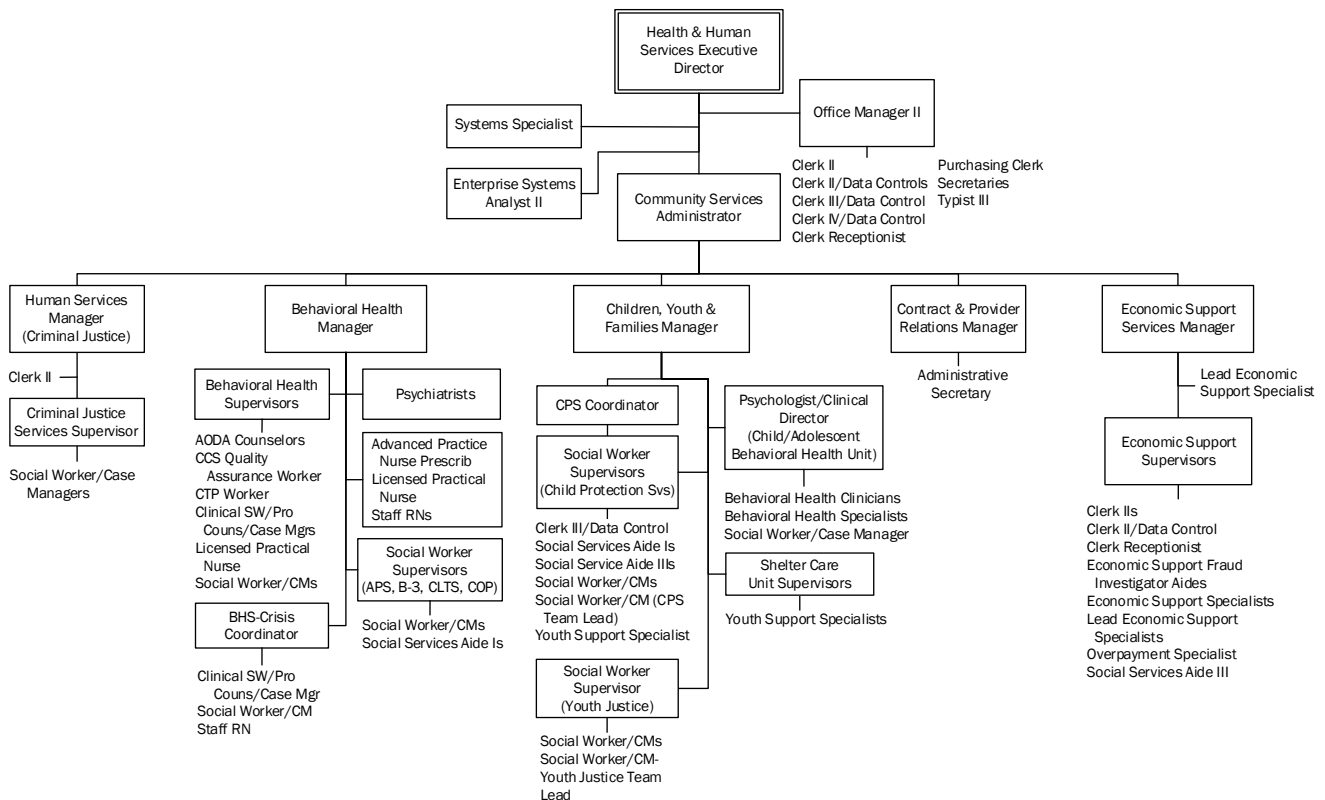 Health & Human
Services Executive
Director
Systems Specialist
Office Manager II
Clerk II
Clerk II/Data Controls
Clerk III/Data Control
Clerk IV/Data Control
Clerk Receptionist
Purchasing Clerk
Secretaries
Typist III
Enterprise Systems
Analyst II
Community Services
Administrator
Human Services
Manager
(Criminal Justice)
Clerk II
Criminal Justice
Services Supervisor
Social Worker/Case
Managers
Behavioral Health
Manager
Behavioral Health
Supervisors
AODA Counselors
CCS Quality
Assurance Worker
CTP Worker
Clinical SW/Pro
Couns/Case Mgrs
Licensed Practical
Nurse
Social Worker/CMs
BHS-Crisis
Coordinator
Clinical SW/Pro
Couns/Case Mgr
Social Worker/CM
Staff RN
Psychiatrists
Advanced Practice
Nurse Prescrib
Licensed Practical
Nurse
Staff RNs
Social Worker
Supervisors
(APS, B-3, CLTS, COP)
Social Worker/CMs
Social Services Aide Is
Children, Youth &
Families Manager
CPS Coordinator
Social Worker
Supervisors
(Child Protection Svs)
Clerk III/Data Control
Social Services Aide Is
Social Service Aide IIIs
Social Worker/CMs
Social Worker/CM (CPS
Team Lead)
Youth Support Specialist
Social Worker
Supervisor
(Youth Justice)
Social Worker/CMs
Social Worker/CM-
Youth Justice Team
Lead
Psychologist/Clinical
Director
(Child/Adolescent
Behavioral Health Unit)
Behavioral Health Clinicians
Behavioral Health Specialists
Social Worker/Case Manager
Shelter Care
Unit Supervisors
Youth Support Specialists
Contract & Provider
Relations Manager
Administrative
Secretary
Economic Support
Services Manager
Lead Economic
Support Specialist
Economic Support
Supervisors
Clerk IIs
Clerk II/Data Control
Clerk Receptionist
Economic Support Fraud
Investigator Aides
Economic Support Specialists
Lead Economic Support
Specialists
Overpayment Specialist
Social Services Aide III